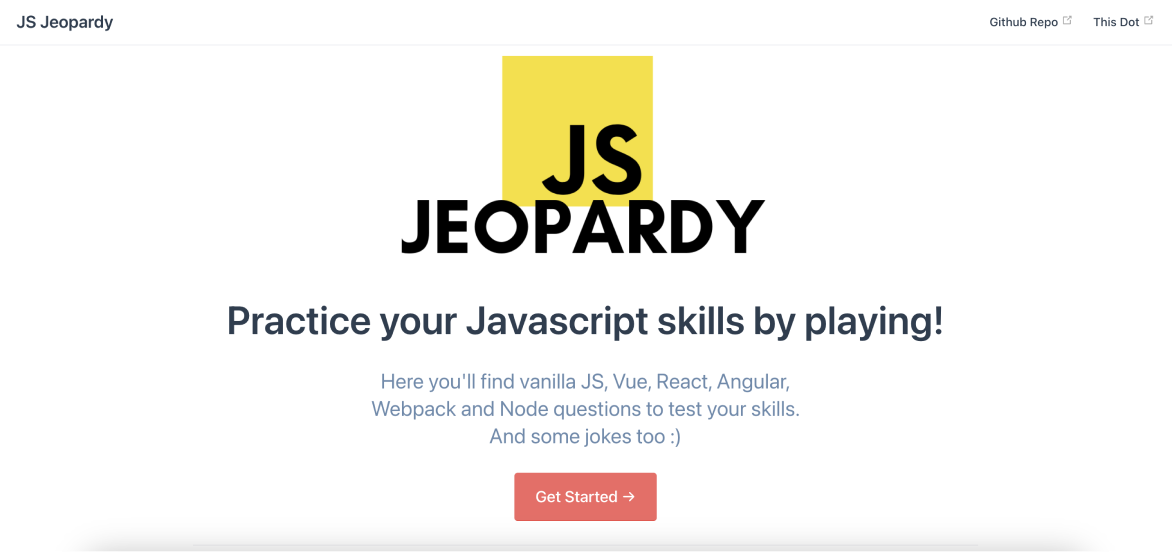 JS Jeopardy
Github Repo
This Dot
JS
JEOPARDY
Practice your Javascript skills by playing!
Here you'll find vanilla JS, Vue, React, Angular,
Webpack and Node questions to test your skills.
And some jokes too :)
Get Started →